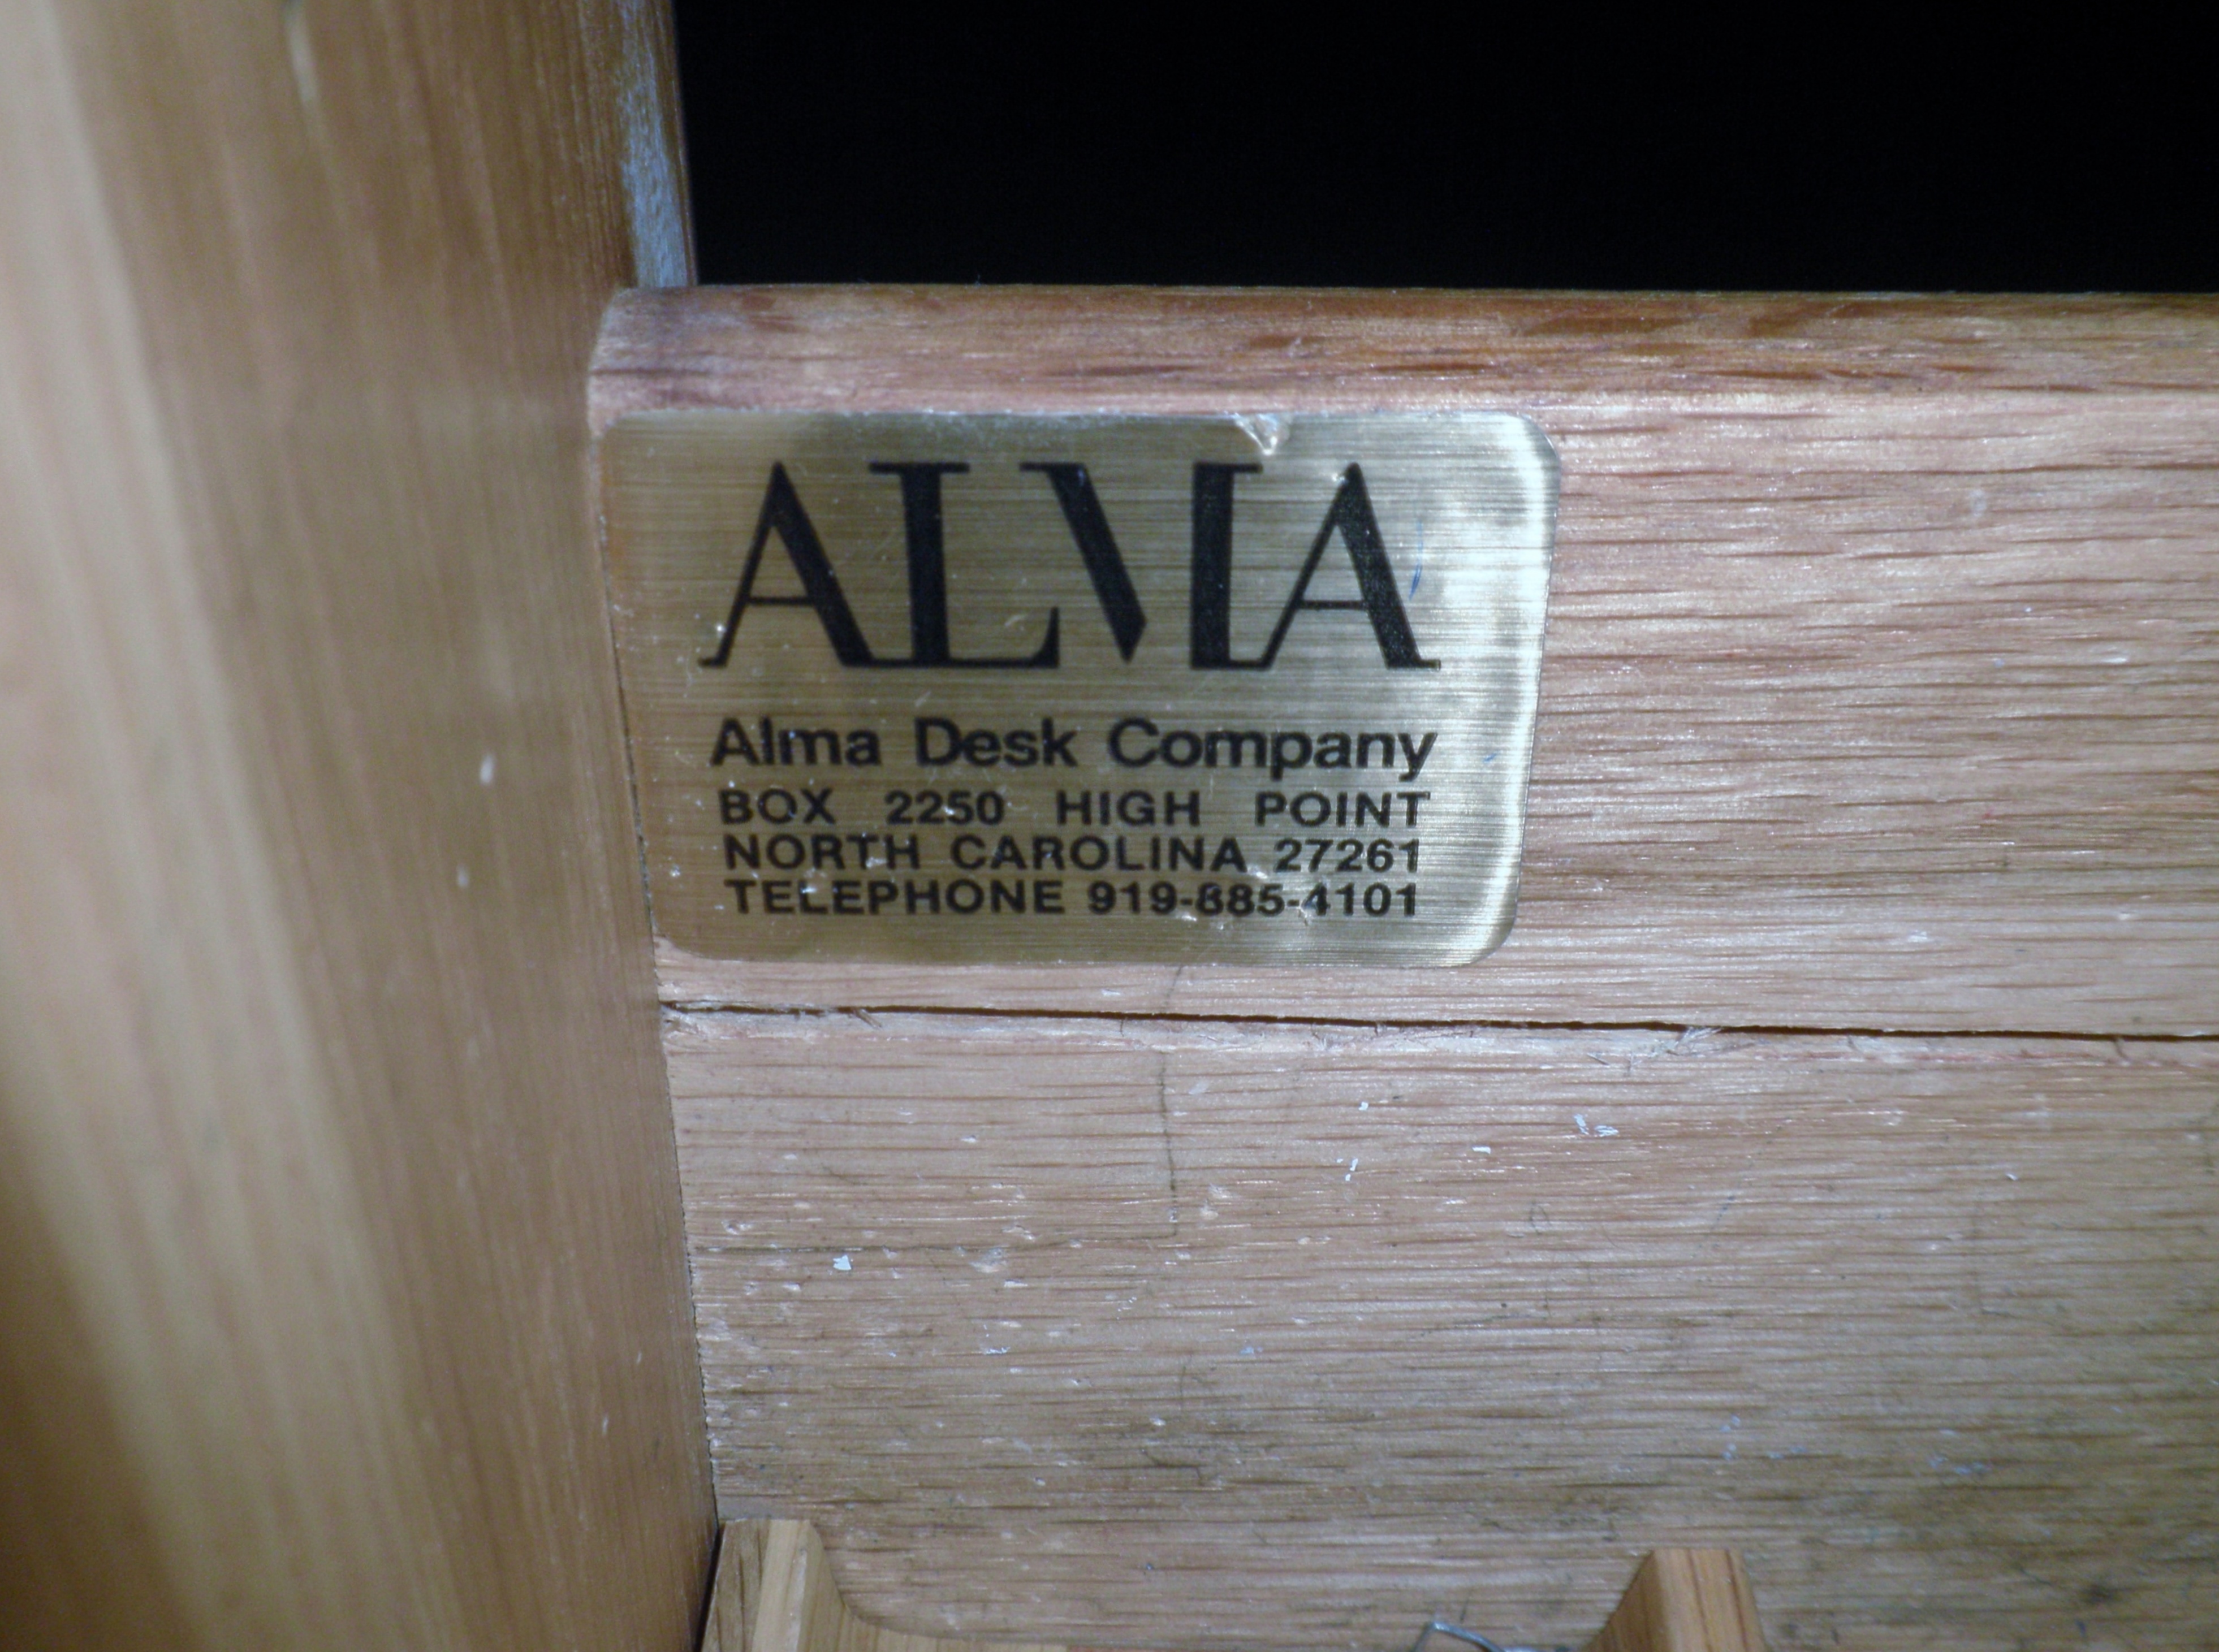 ALMA
Alma Desk Company
BOX 2250 HIGH POINT
NORTH CAROLINA 27261
TELEPHONE 919-885-4101